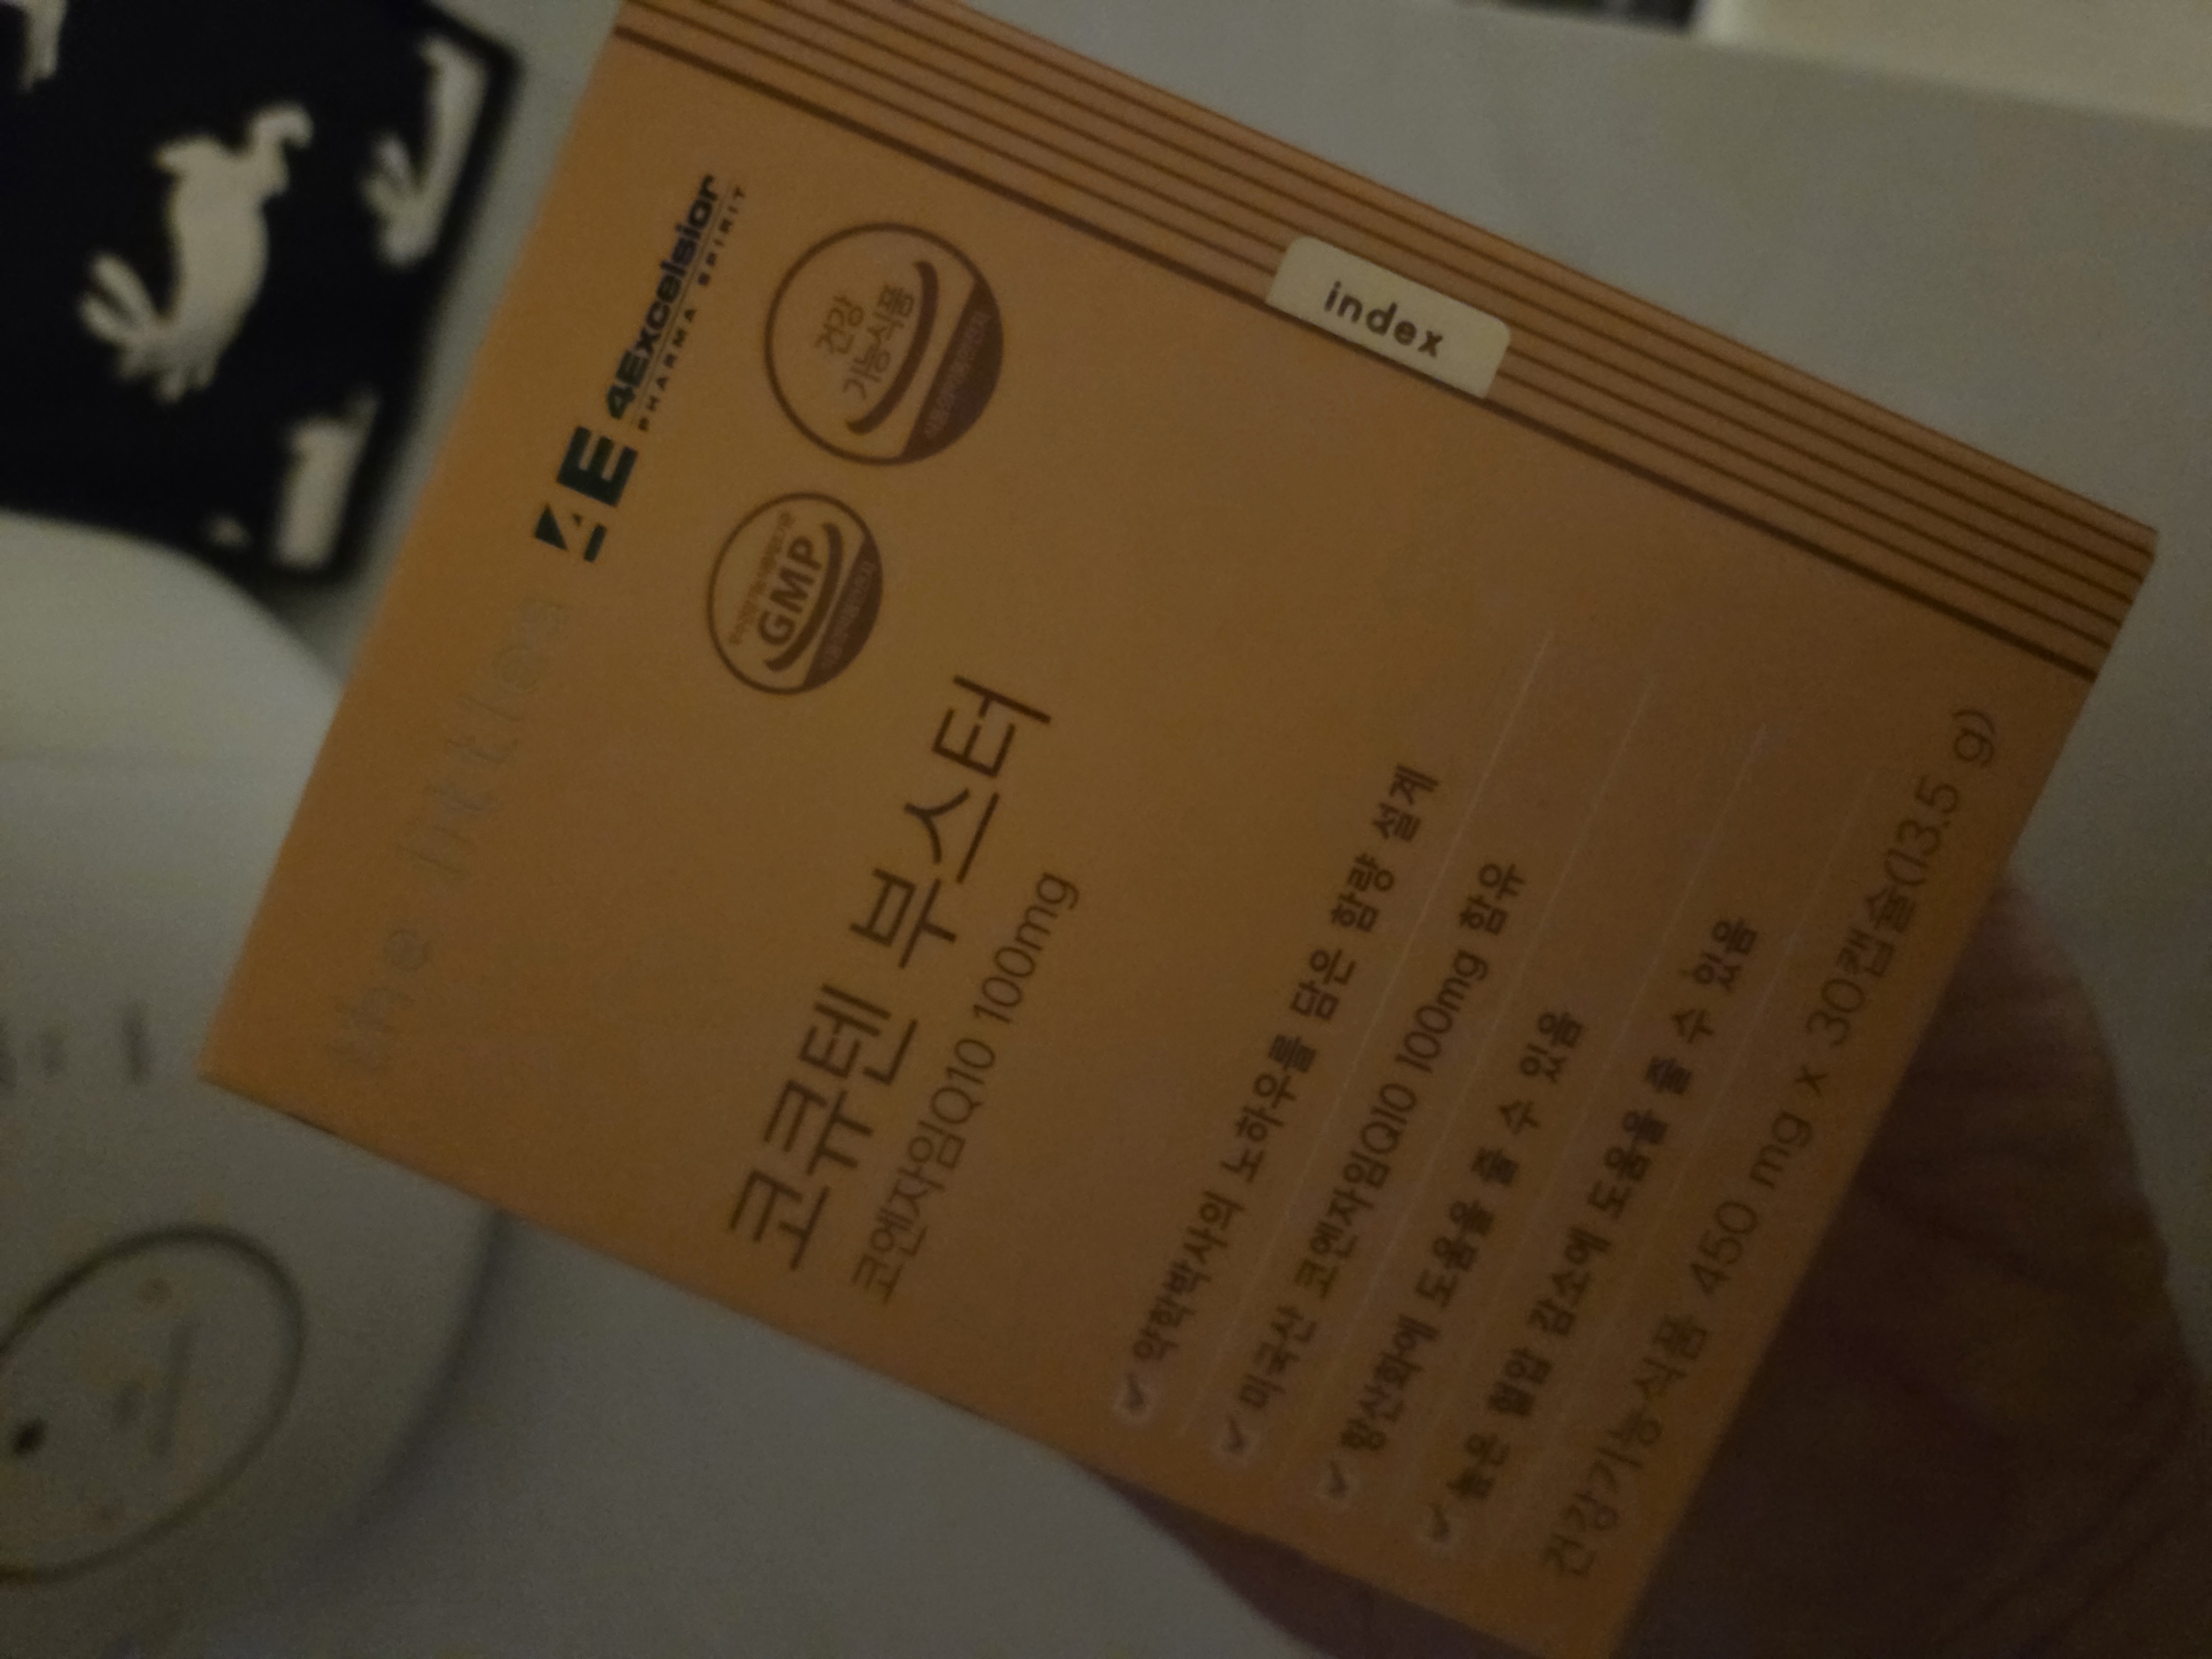 4E 4Excelsior
PHARMA SPIRIT
건강
기능식품
GMP
index
코큐텐 부스터
코엔자임Q10 100mg
약학박사의 노하우를 담은 함량 설계
미국산 코엔자임Q10 100mg 함유
항산화에 도움을 줄 수 있음
높은 혈압 감소에 도움을 줄 수 있음
건강기능식품 450 mg x 30캡슐(13.5 g)